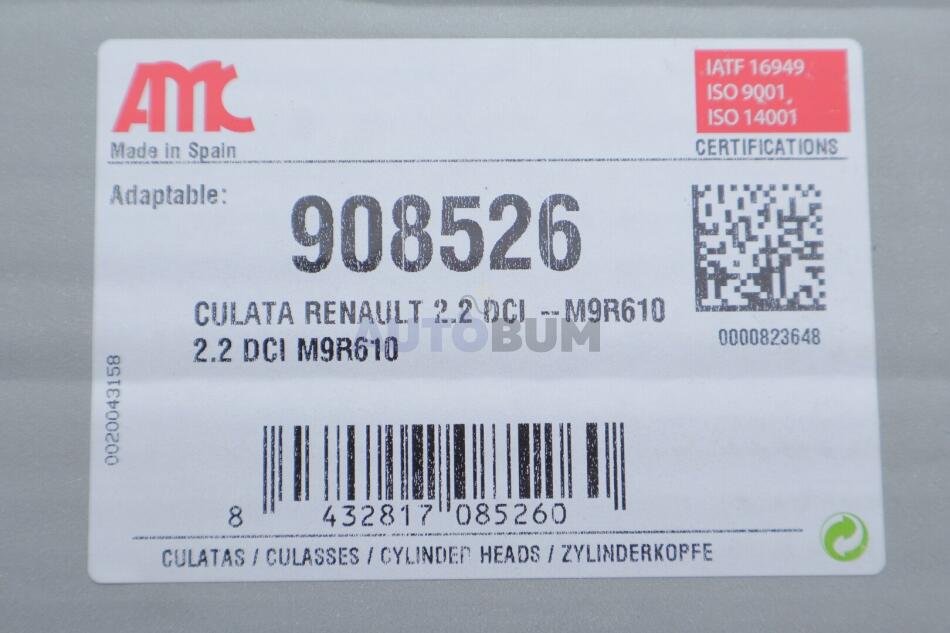 AMC
Made in Spain
IATF 16949
ISO 9001,
ISO 14001
CERTIFICATIONS
Adaptable:
908526
CULATA RENAULT 2.2 DCI --M9R610
2.2 DCI M9R610
AUTOBUM
0000823648
0020043158
8 432817 085260
CULATAS / CULASSES / CYLINDER HEADS / ZYLINDERKOPFE